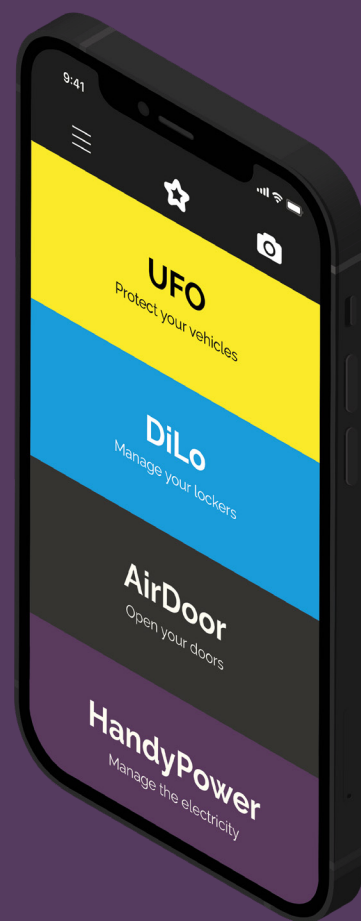 9:41
UFO
Protect your vehicles
DiLo
Manage your lockers
AirDoor
Open your doors
HandyPower
Manage the electricity